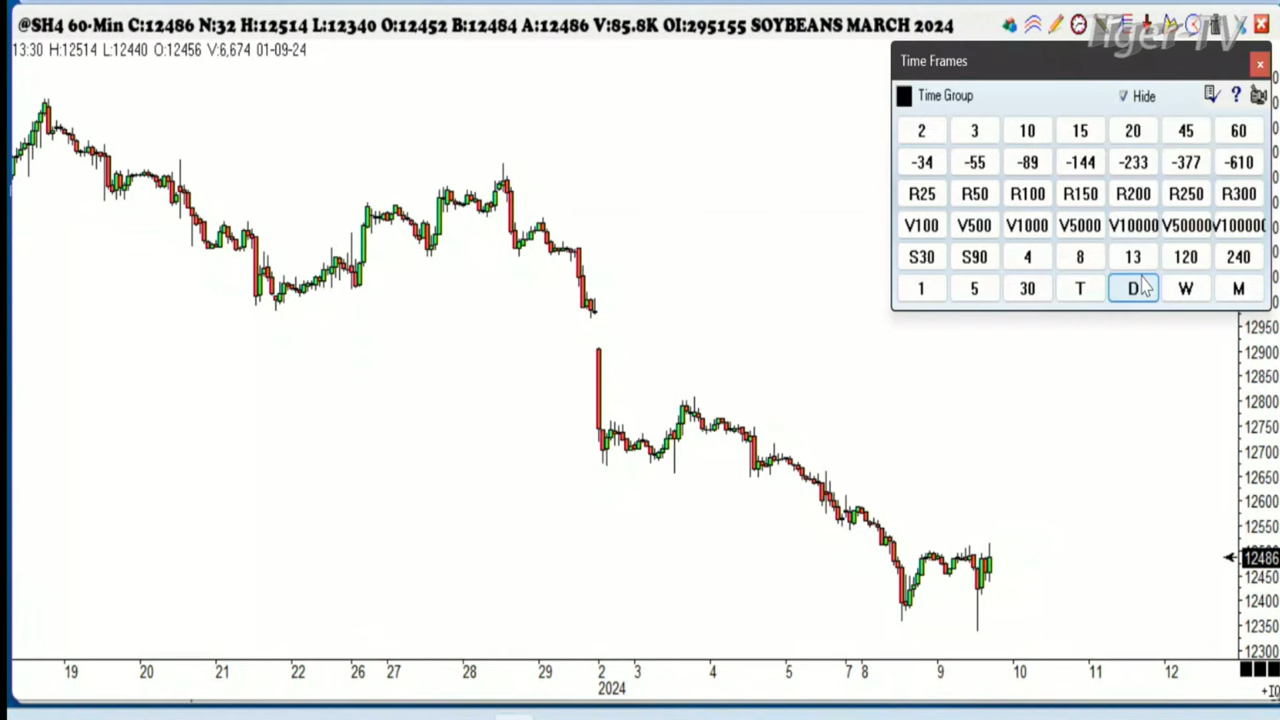 @SH4 60-Min C:12486 N:32 H:12514 L:12340 O:12452 B:12484 A:12486 V:85.8K OI:295155 SOYBEANS MARCH 2024
Tiger TV
13:30 H:12514 L:12440 O:12456 V:6,674 01-09-24
Time Frames
Time Group Hide
2 3 10 15 20 45 60
-34 -55 -89 -144 -233 -377 -610
R25 R50 R100 R150 R200 R250 R300
V100 V500 V1000 V5000 V10000 V50000 V100000
S30 S90 4 8 13 120 240
1 5 30 T D W M
12950
12900
12850
12800
12750
12700
12650
12600
12550
12486
12450
12400
12350
12300
19 20 21 22 26 27 28 29 2 3 4 5 7 8 9 10 11 12
2024